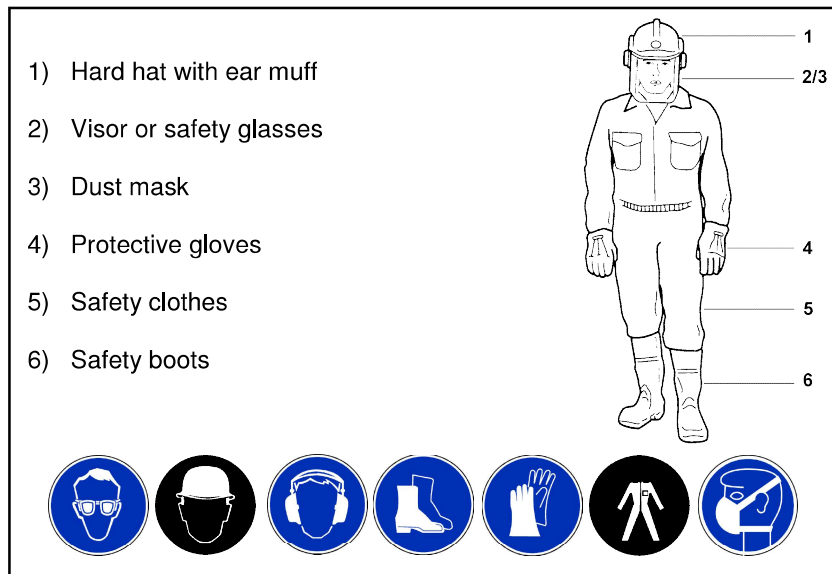 1) Hard hat with ear muff
2) Visor or safety glasses
3) Dust mask
4) Protective gloves
5) Safety clothes
6) Safety boots
1
2/3
4
5
6